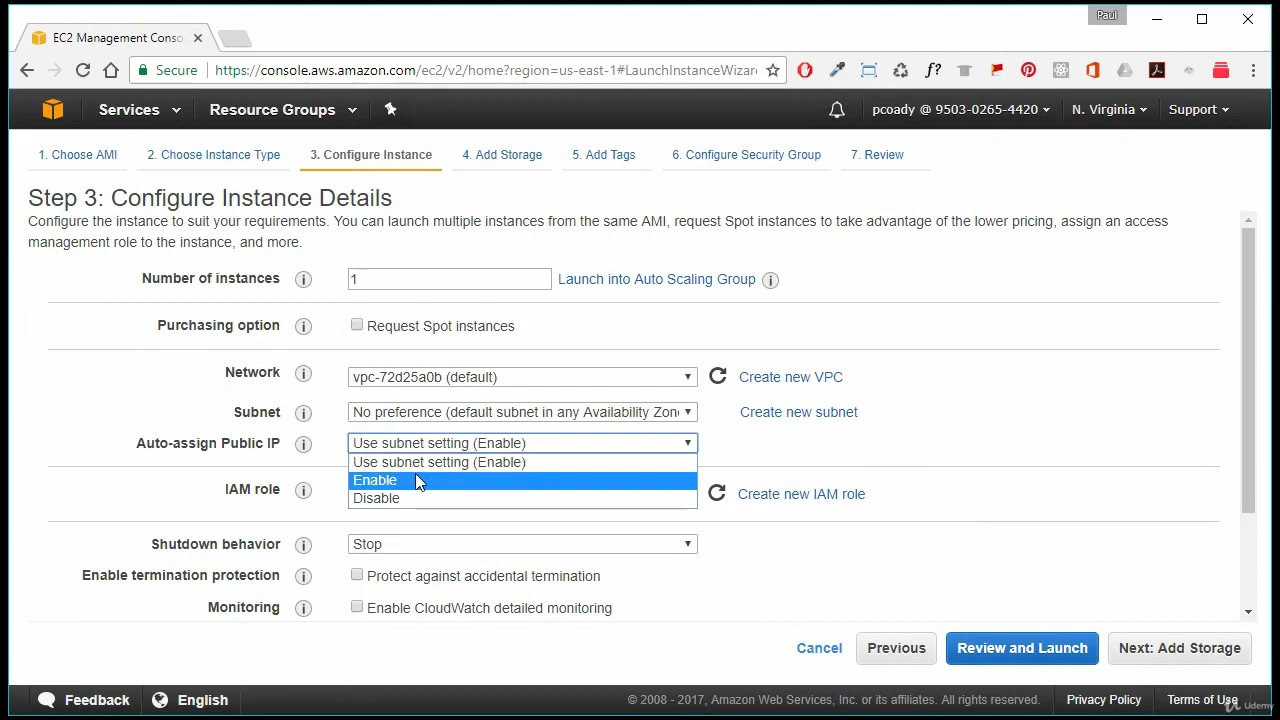 Paul
EC2 Management Conso
Secure
https://console.aws.amazon.com/ec2/v2/home?region=us-east-1#LaunchInstanceWizar
f?
Services
Resource Groups
pcoady @ 9503-0265-4420
N. Virginia
Support
1. Choose AMI
2. Choose Instance Type
3. Configure Instance
4. Add Storage
5. Add Tags
6. Configure Security Group
7. Review
Step 3: Configure Instance Details
Configure the instance to suit your requirements. You can launch multiple instances from the same AMI, request Spot instances to take advantage of the lower pricing, assign an access
management role to the instance, and more.
Number of instances
1
Launch into Auto Scaling Group
Purchasing option
Request Spot instances
Network
vpc-72d25a0b (default)
Create new VPC
Subnet
No preference (default subnet in any Availability Zon
Create new subnet
Auto-assign Public IP
Use subnet setting (Enable)
Use subnet setting (Enable)
Enable
Disable
IAM role
Create new IAM role
Shutdown behavior
Stop
Enable termination protection
Protect against accidental termination
Monitoring
Enable CloudWatch detailed monitoring
Cancel
Previous
Review and Launch
Next: Add Storage
Feedback
English
© 2008 - 2017, Amazon Web Services, Inc. or its affiliates. All rights reserved.
Privacy Policy
Terms of Use
Udemy